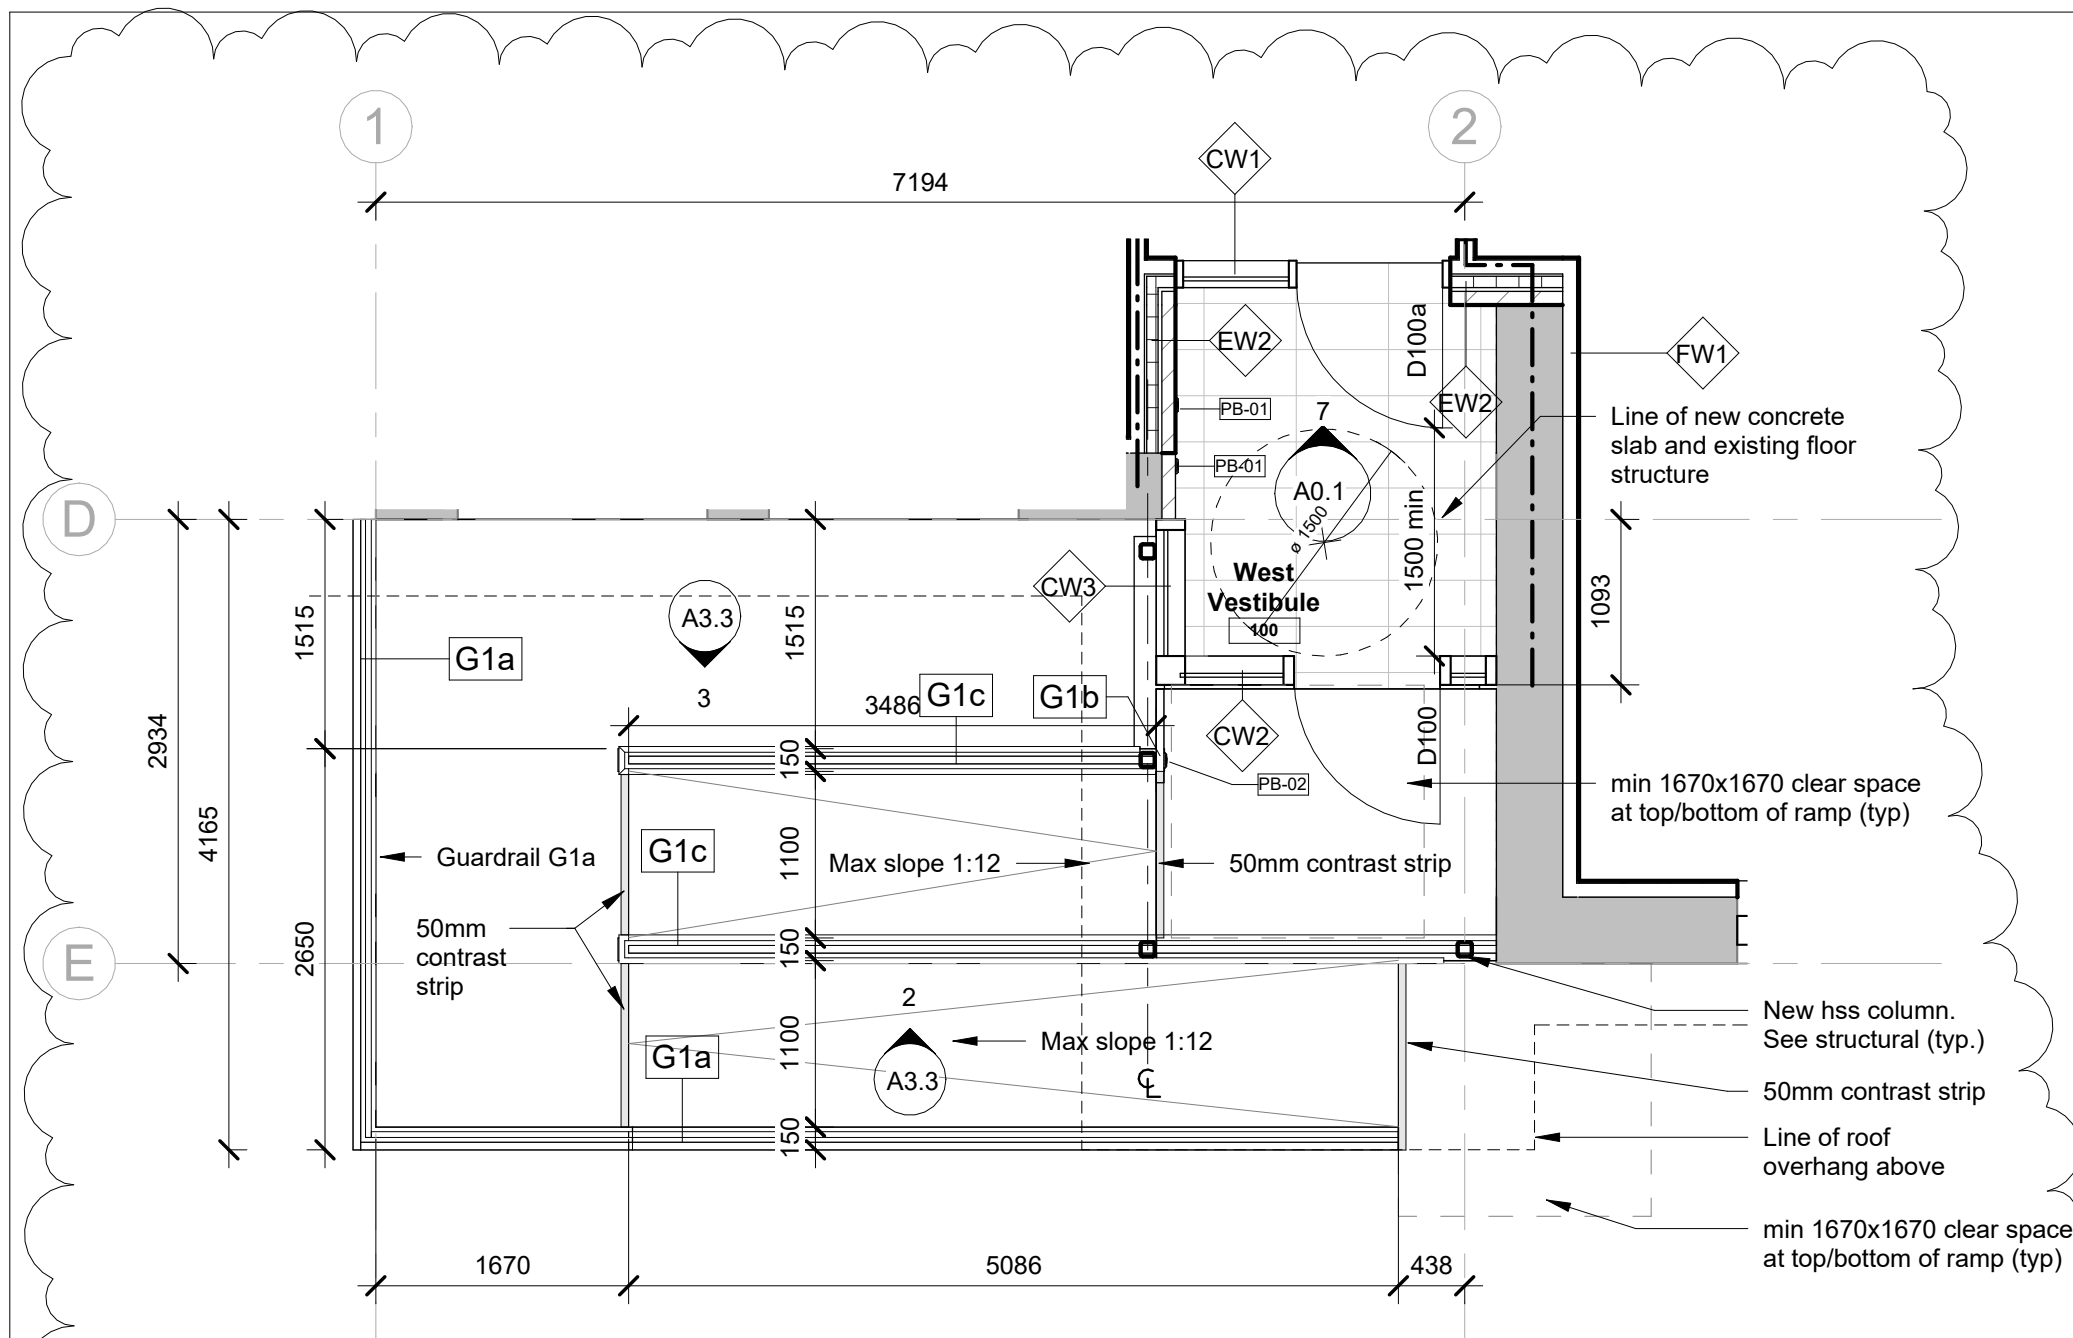 1
2
7194
CW1
D100a
EW2
FW1
EW2
PB-01
7
PB-01
A0.1
ø 1500
1500 min
Line of new concrete
slab and existing floor
structure
D
CW3
West
Vestibule
100
1093
1515
1515
A3.3
3
G1a
G1c
G1b
3486
CW2
D100
2934
4165
150
PB-02
min 1670x1670 clear space
at top/bottom of ramp (typ)
Guardrail G1a
G1c
1100
Max slope 1:12
50mm contrast strip
50mm
contrast
strip
2650
150
E
2
A3.3
Max slope 1:12
1100
G1a
℄
150
New hss column.
See structural (typ.)
50mm contrast strip
Line of roof
overhang above
min 1670x1670 clear space
at top/bottom of ramp (typ)
1670
5086
438